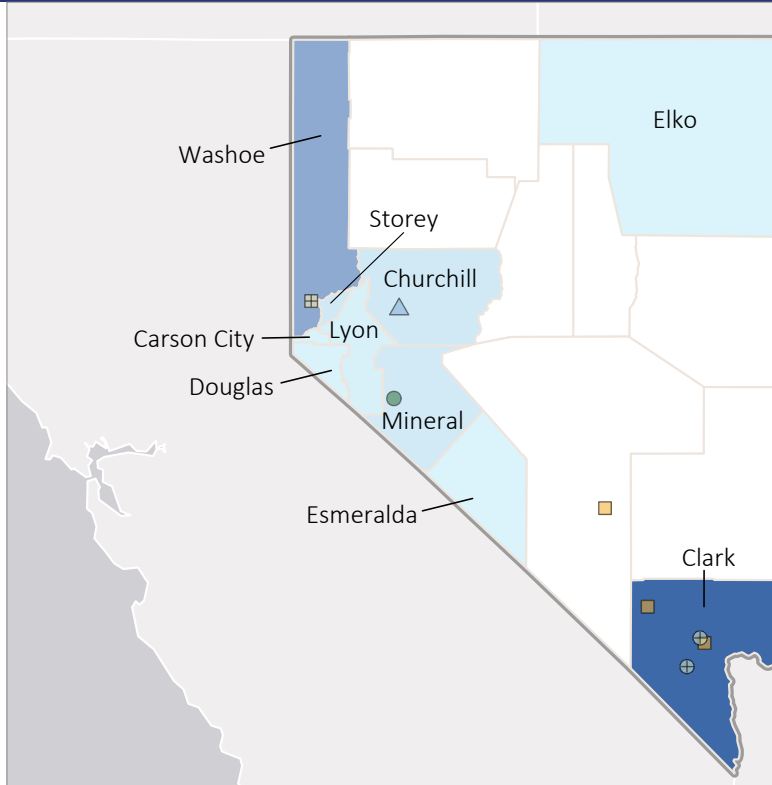 Elko
Washoe
Storey
Churchill
Lyon
Carson City
Douglas
Mineral
Esmeralda
Clark